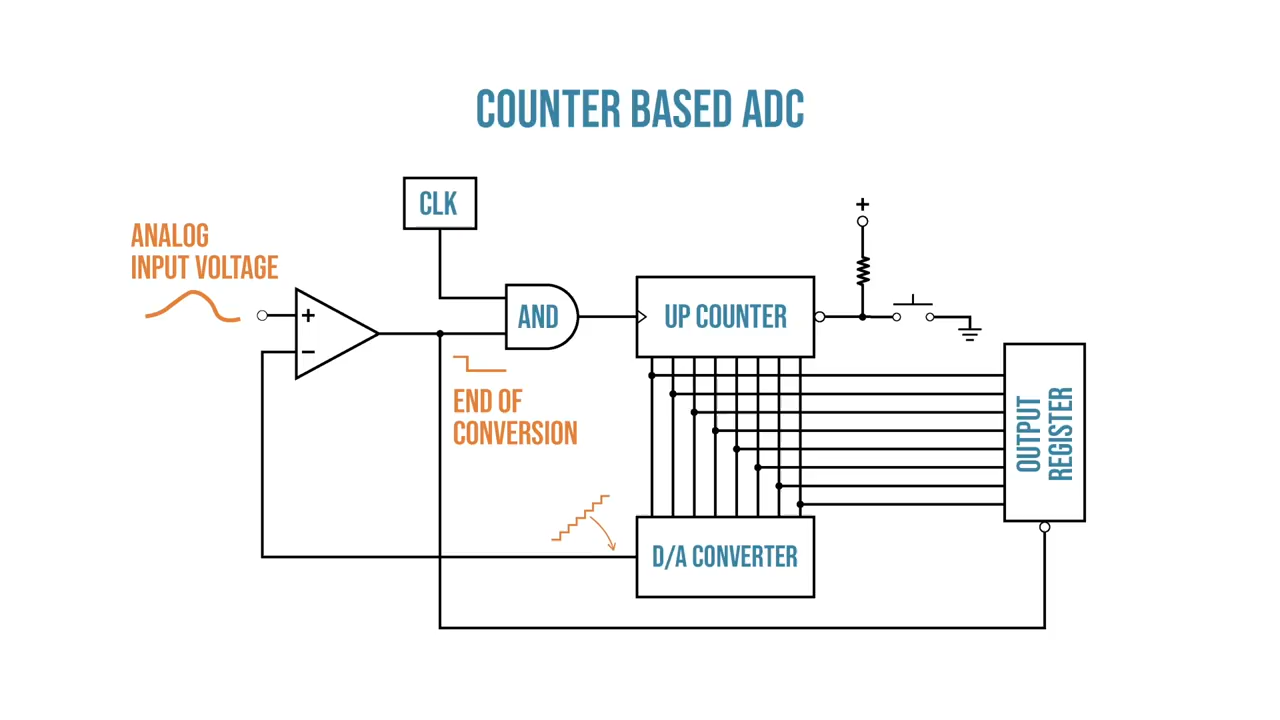 COUNTER BASED ADC
CLK
ANALOG
INPUT VOLTAGE
+
+
−
AND
UP COUNTER
END OF
CONVERSION
OUTPUT
REGISTER
D/A CONVERTER